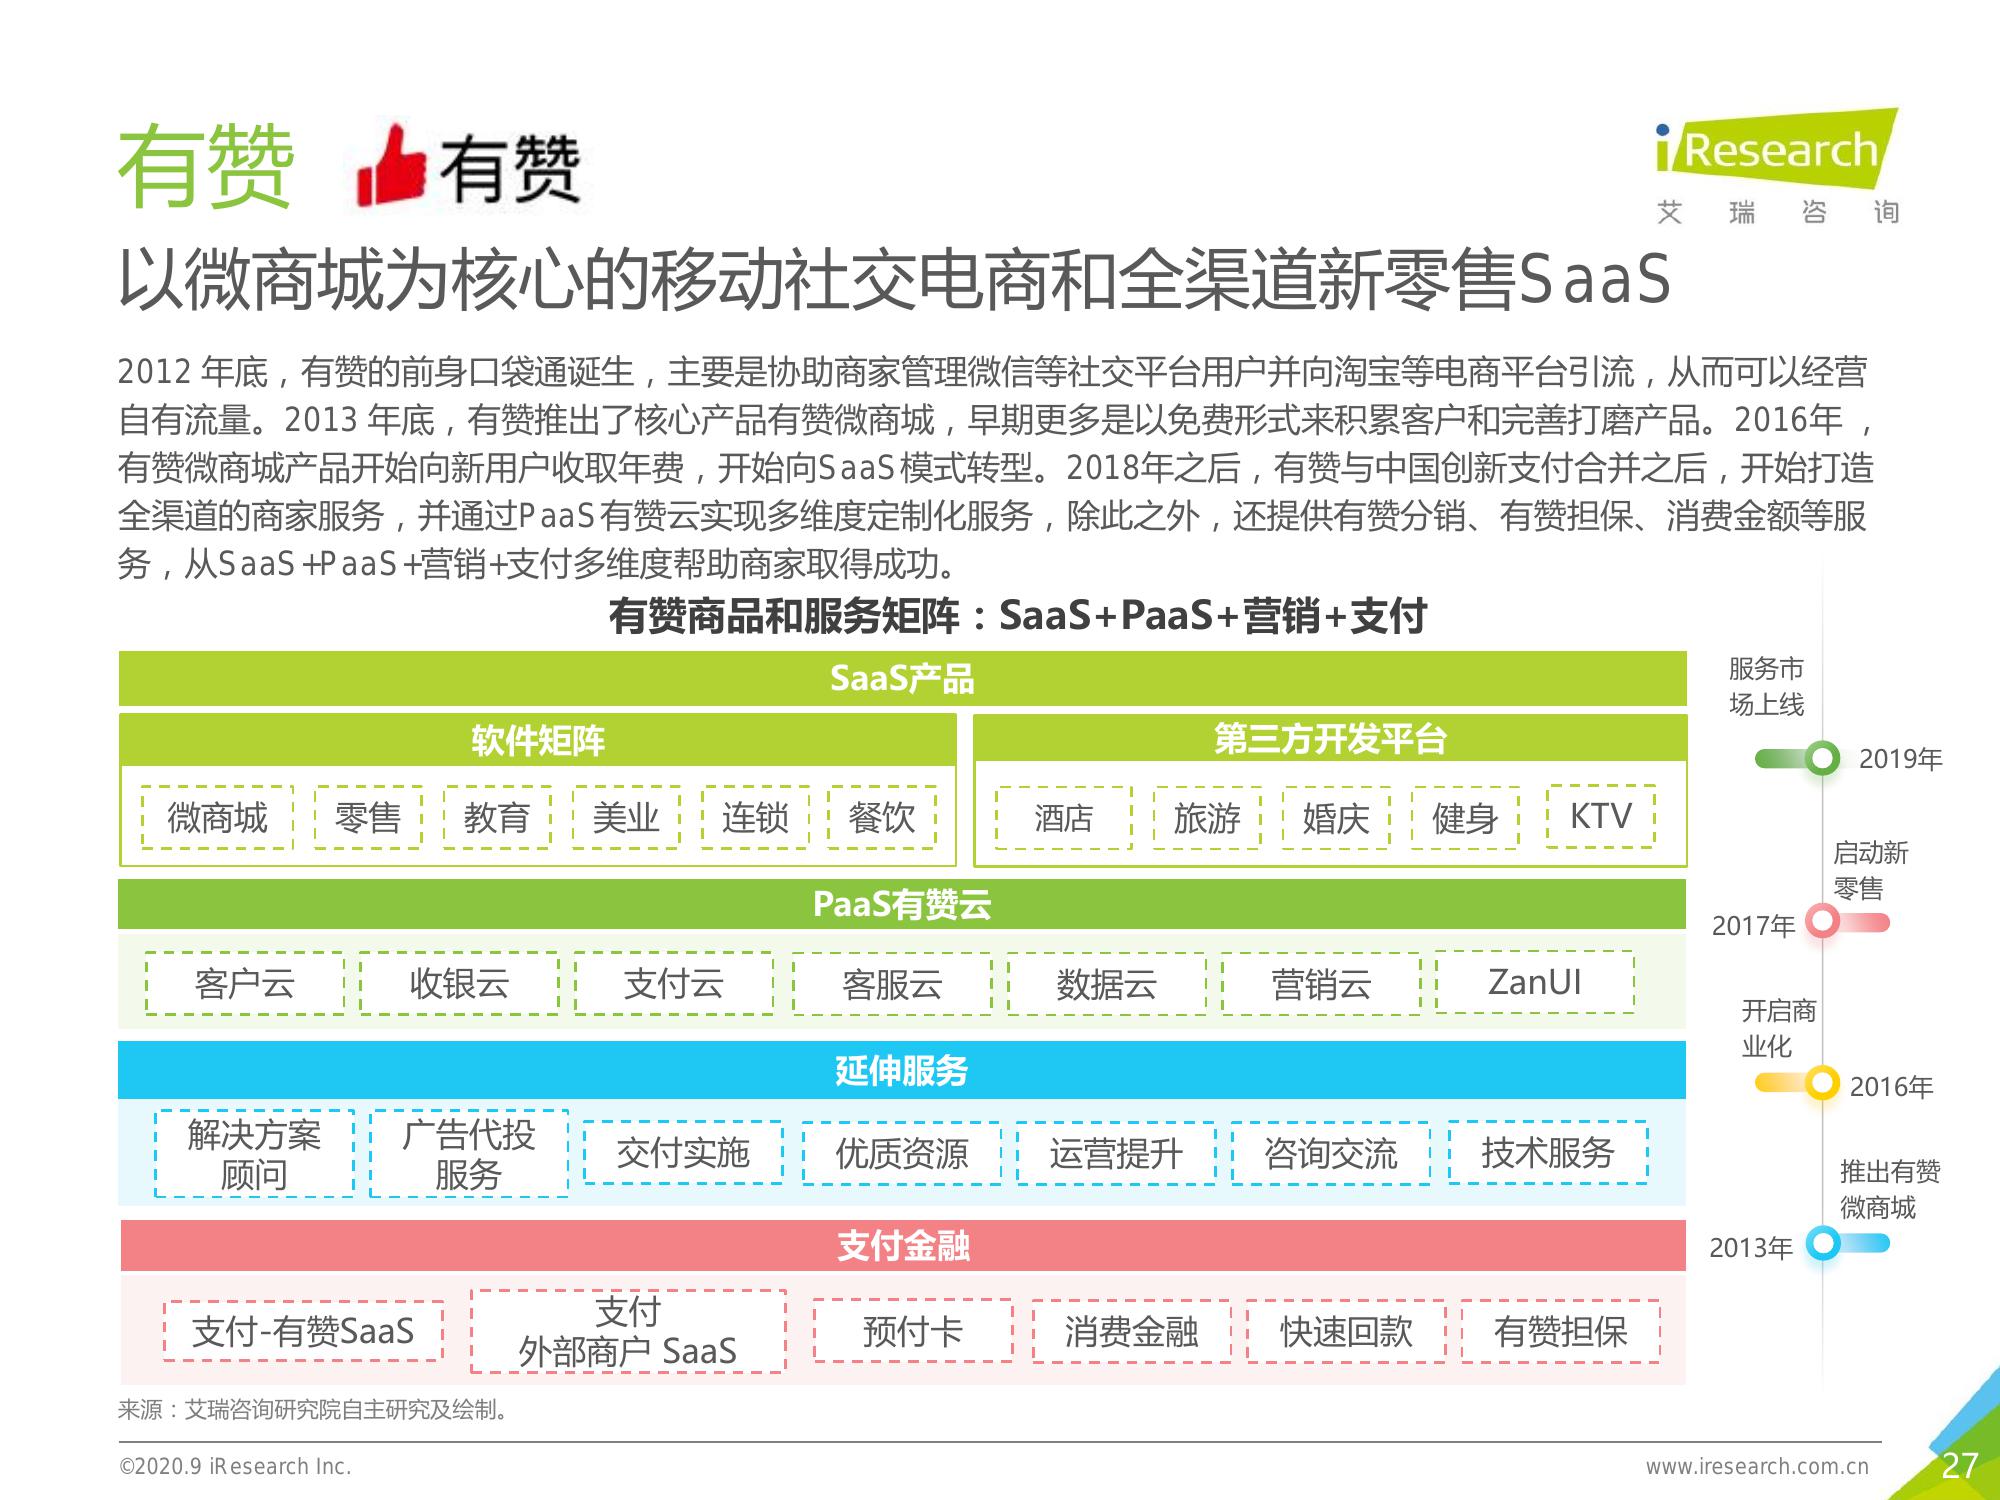 有赞
有赞
iResearch
艾瑞咨询
以微商城为核心的移动社交电商和全渠道新零售SaaS
2012 年底，有赞的前身口袋通诞生，主要是协助商家管理微信等社交平台用户并向淘宝等电商平台引流，从而可以经营
自有流量。2013 年底，有赞推出了核心产品有赞微商城，早期更多是以免费形式来积累客户和完善打磨产品。2016年，
有赞微商城产品开始向新用户收取年费，开始向SaaS模式转型。2018年之后，有赞与中国创新支付合并之后，开始打造
全渠道的商家服务，并通过PaaS有赞云实现多维度定制化服务，除此之外，还提供有赞分销、有赞担保、消费金额等服
务，从SaaS+PaaS+营销+支付多维度帮助商家取得成功。
有赞商品和服务矩阵：SaaS+PaaS+营销+支付
SaaS产品
软件矩阵
微商城 零售 教育 美业 连锁 餐饮
第三方开发平台
酒店 旅游 婚庆 健身 KTV
PaaS有赞云
客户云 收银云 支付云 客服云 数据云 营销云 ZanUI
延伸服务
解决方案
顾问
广告代投
服务
交付实施 优质资源 运营提升 咨询交流 技术服务
支付金融
支付-有赞SaaS
支付
外部商户 SaaS
预付卡 消费金融 快速回款 有赞担保
服务市
场上线
2019年
启动新
零售
2017年
开启商
业化
2016年
推出有赞
微商城
2013年
来源：艾瑞咨询研究院自主研究及绘制。
©2020.9 iResearch Inc.
www.iresearch.com.cn
27